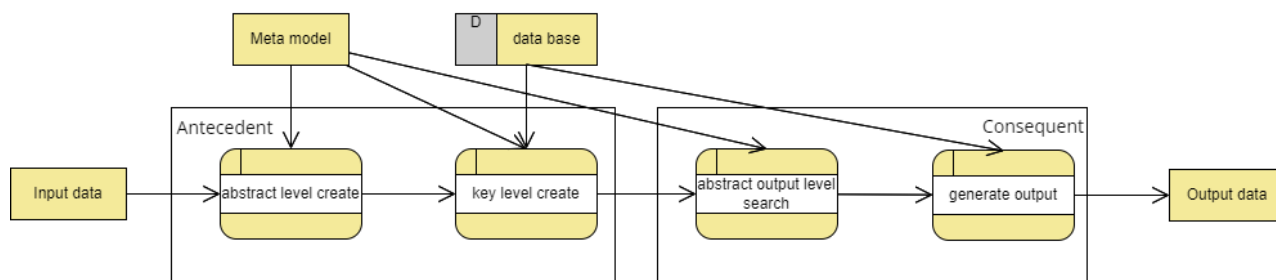 Meta model
D
data base
Antecedent
Consequent
Input data
abstract level create
key level create
abstract output level
search
generate output
Output data